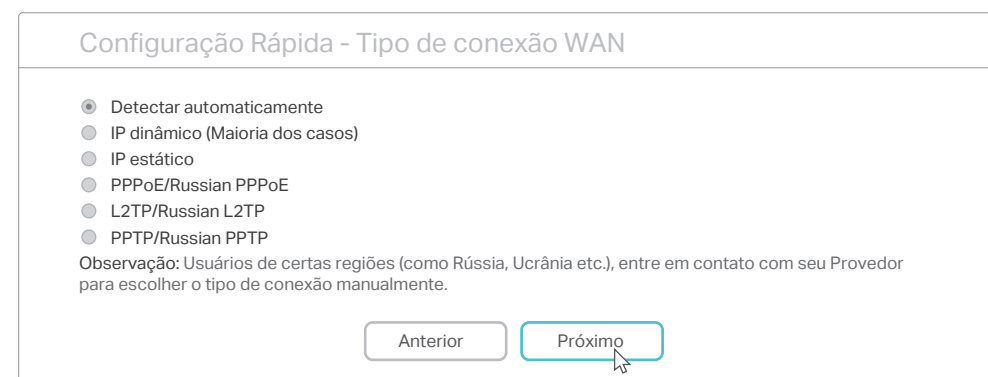 Configuração Rápida - Tipo de conexão WAN
Detectar automaticamente
IP dinâmico (Maioria dos casos)
IP estático
PPPoE/Russian PPPoE
L2TP/Russian L2TP
PPTP/Russian PPTP
Observação: Usuários de certas regiões (como Rússia, Ucrânia etc.), entre em contato com seu Provedor
para escolher o tipo de conexão manualmente.
Anterior Próximo